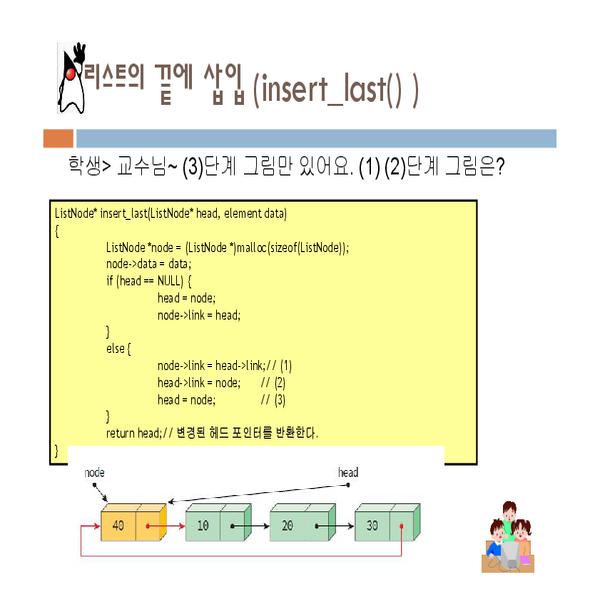 리스트의 끝에 삽입 (insert_last() )
학생> 교수님~ (3)단계 그림만 있어요. (1) (2)단계 그림은?
ListNode* insert_last(ListNode* head, element data)
{
ListNode *node = (ListNode *)malloc(sizeof(ListNode));
node->data = data;
if (head == NULL) {
head = node;
node->link = head;
}
else {
node->link = head->link; // (1)
head->link = node; // (2)
head = node; // (3)
}
return head; // 변경된 헤드 포인터를 반환한다.
}
node head
40 10 20 30